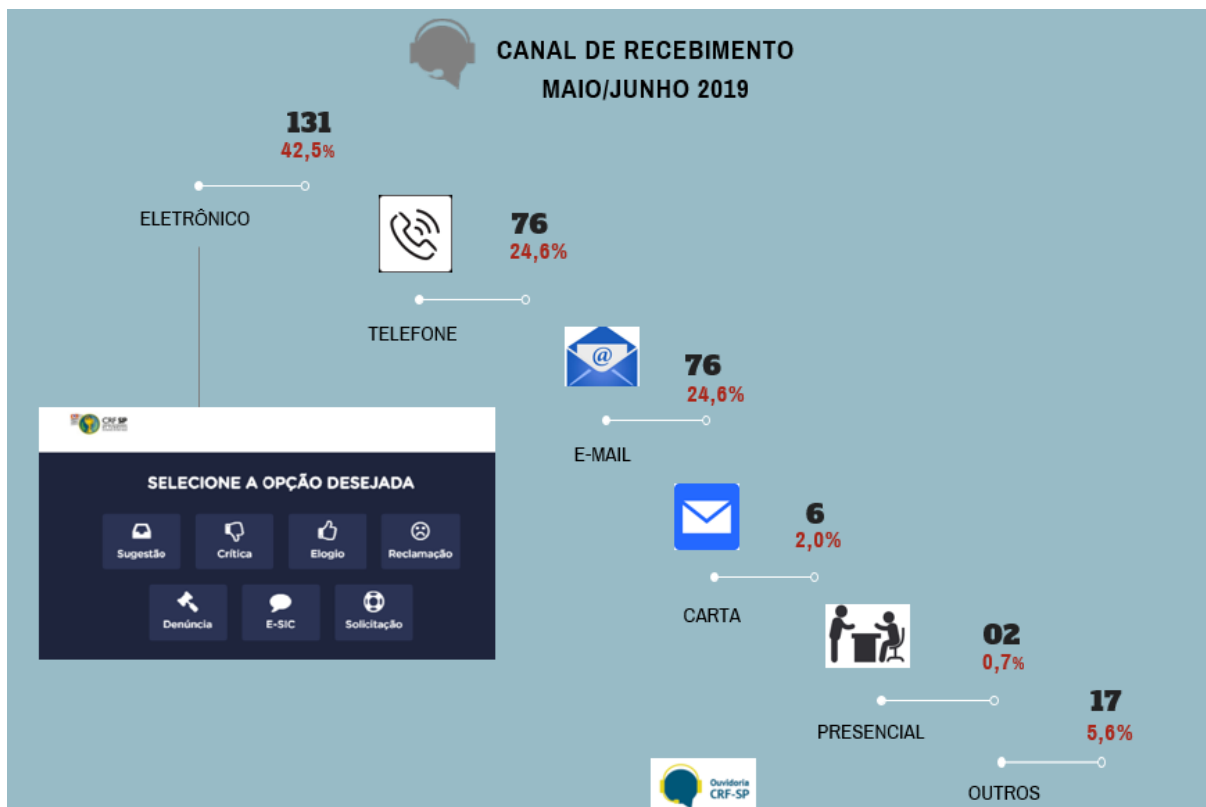 CANAL DE RECEBIMENTO
MAIO/JUNHO 2019
131
42,5%
ELETRÔNICO
76
24,6%
TELEFONE
@
76
24,6%
E-MAIL
CRF SP
SELECIONE A OPÇÃO DESEJADA
Sugestão
Crítica
Elogio
Reclamação
Denúncia
E-SIC
Solicitação
6
2,0%
CARTA
02
0,7%
PRESENCIAL
17
5,6%
OUTROS
Ouvidoria
CRF-SP